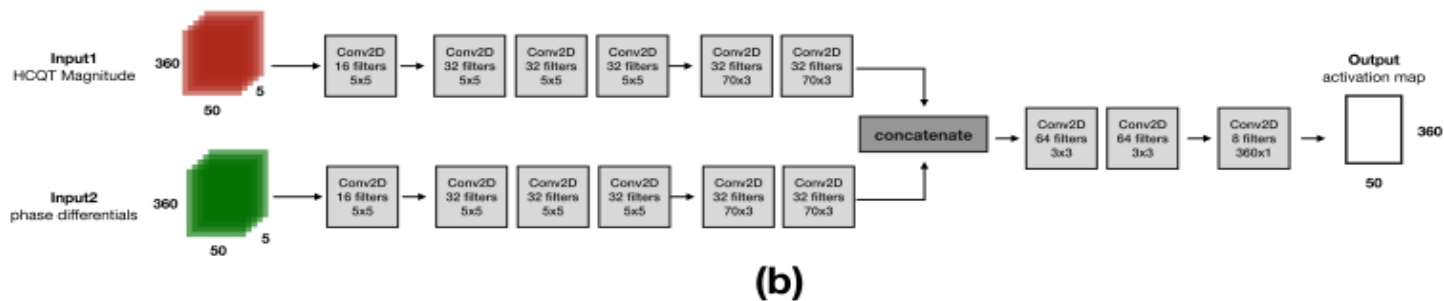 Input1
HCQT Magnitude
360
50
5
Conv2D
16 filters
5x5
Conv2D
32 filters
5x5
Conv2D
32 filters
5x5
Conv2D
32 filters
5x5
Conv2D
32 filters
70x3
Conv2D
32 filters
70x3
Input2
phase differentials
360
50
5
Conv2D
16 filters
5x5
Conv2D
32 filters
5x5
Conv2D
32 filters
5x5
Conv2D
32 filters
5x5
Conv2D
32 filters
70x3
Conv2D
32 filters
70x3
concatenate
Conv2D
64 filters
3x3
Conv2D
64 filters
3x3
Conv2D
8 filters
360x1
Output
activation map
360
50
(b)